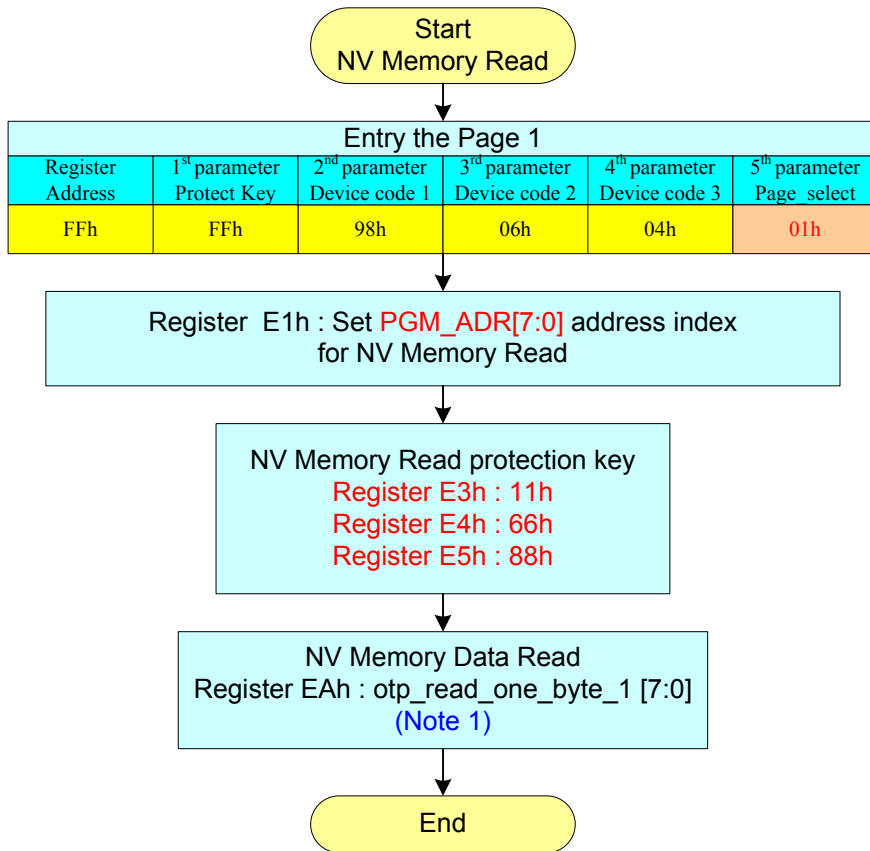 Start
NV Memory Read
Entry the Page 1
Register Address
1st parameter Protect Key
2nd parameter Device code 1
3rd parameter Device code 2
4th parameter Device code 3
5th parameter Page_select
FFh FFh 98h 06h 04h 01h
Register E1h : Set PGM_ADR[7:0] address index
for NV Memory Read
NV Memory Read protection key
Register E3h : 11h
Register E4h : 66h
Register E5h : 88h
NV Memory Data Read
Register EAh : otp_read_one_byte_1 [7:0]
(Note 1)
End